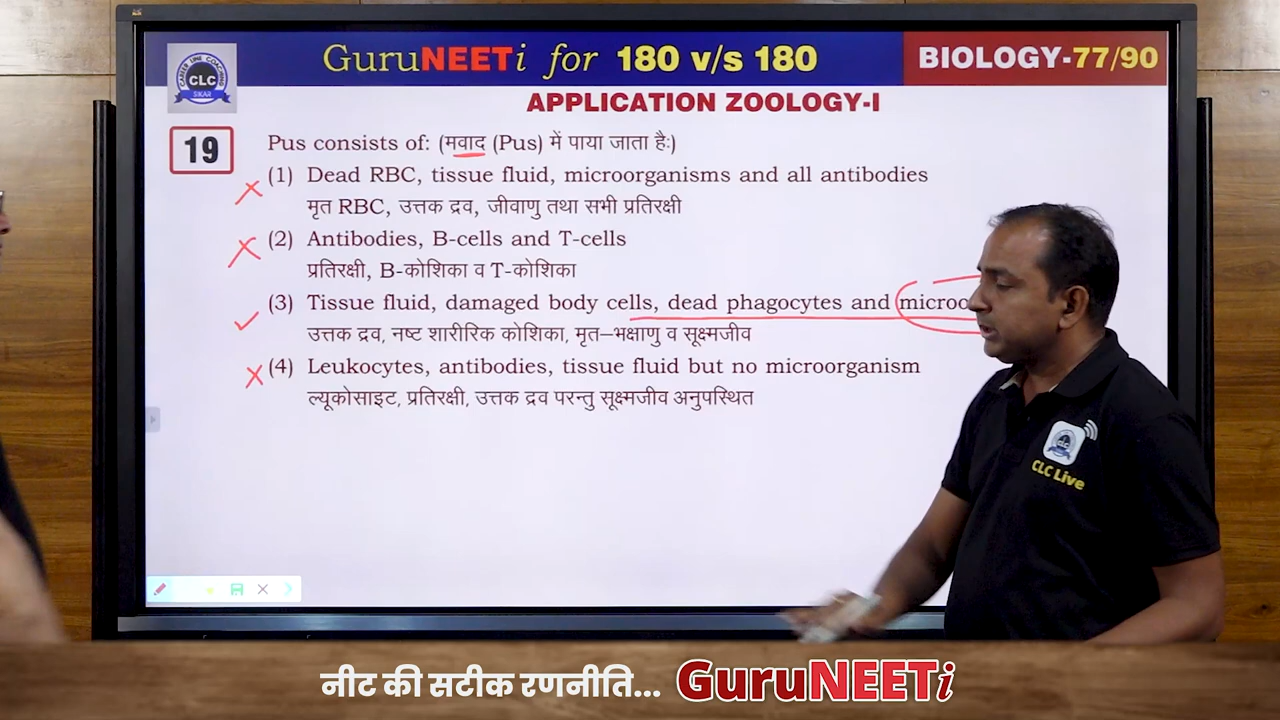 GuruNEETi for 180 v/s 180
BIOLOGY-77/90
CLC
SIKAR
APPLICATION ZOOLOGY-I
19
Pus consists of: (मवाद (Pus) में पाया जाता है:)
(1) Dead RBC, tissue fluid, microorganisms and all antibodies
मृत RBC, उत्तक द्रव, जीवाणु तथा सभी प्रतिरक्षी
(2) Antibodies, B-cells and T-cells
प्रतिरक्षी, B-कोशिका व T-कोशिका
(3) Tissue fluid, damaged body cells, dead phagocytes and microo
उत्तक द्रव, नष्ट शारीरिक कोशिका, मृत–भक्षाणु व सूक्ष्मजीव
(4) Leukocytes, antibodies, tissue fluid but no microorganism
ल्यूकोसाइट, प्रतिरक्षी, उत्तक द्रव परन्तु सूक्ष्मजीव अनुपस्थित
CLC Live
नीट की सटीक रणनीति... GuruNEETi